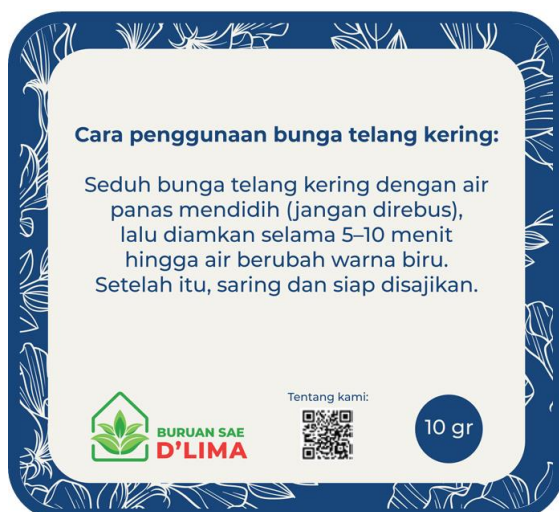 Cara penggunaan bunga telang kering:
Seduh bunga telang kering dengan air
panas mendidih (jangan direbus),
lalu diamkan selama 5–10 menit
hingga air berubah warna biru.
Setelah itu, saring dan siap disajikan.
Tentang kami:
BURUAN SAE
D'LIMA
10 gr